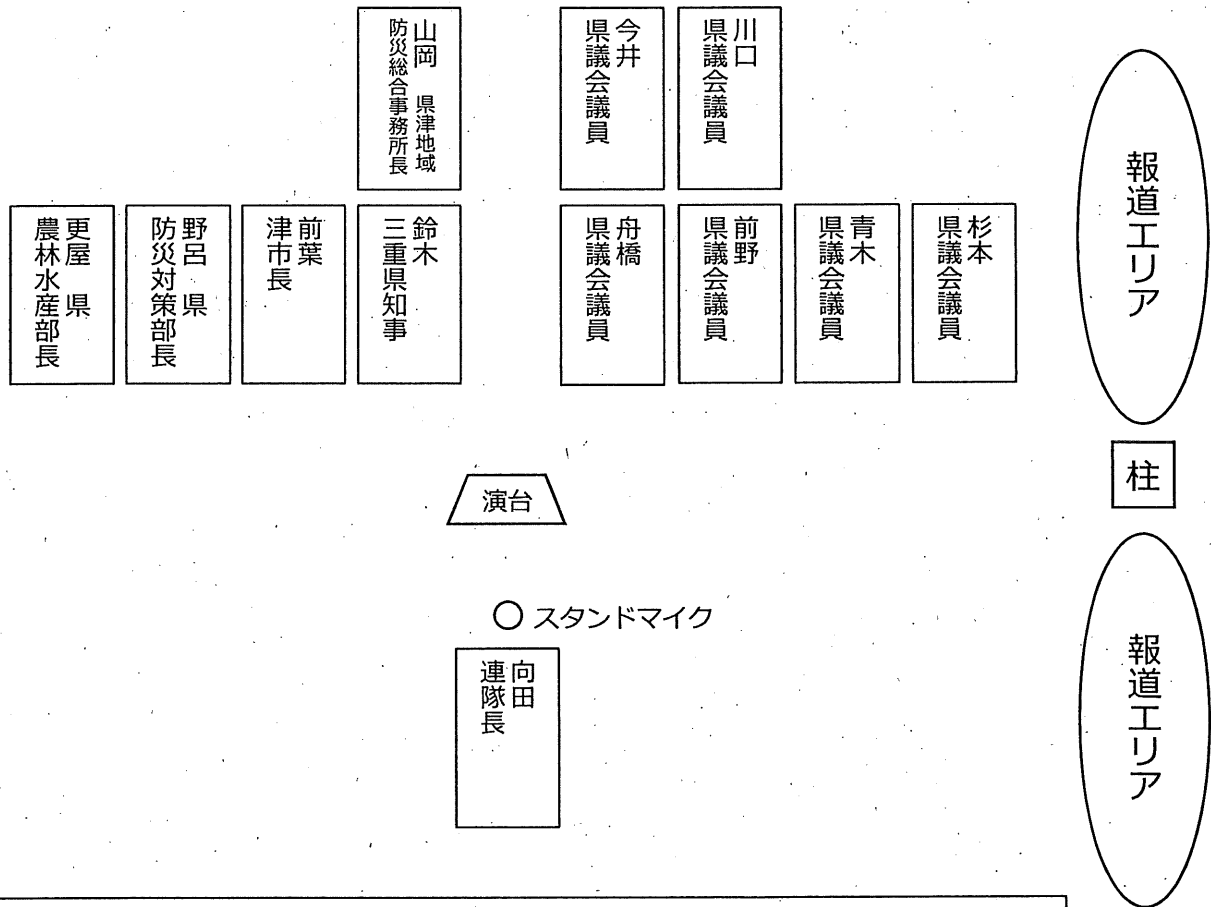 山岡 県津地域
防災総合事務所長
今井
県議会議員
川口
県議会議員
報道エリア
更屋 県
農林水産部長
野呂 県
防災対策部長
前葉
津市長
鈴木
三重県知事
舟橋
県議会議員
前野
県議会議員
青木
県議会議員
杉本
県議会議員
柱
演台
スタンドマイク
向田
連隊長
報道エリア